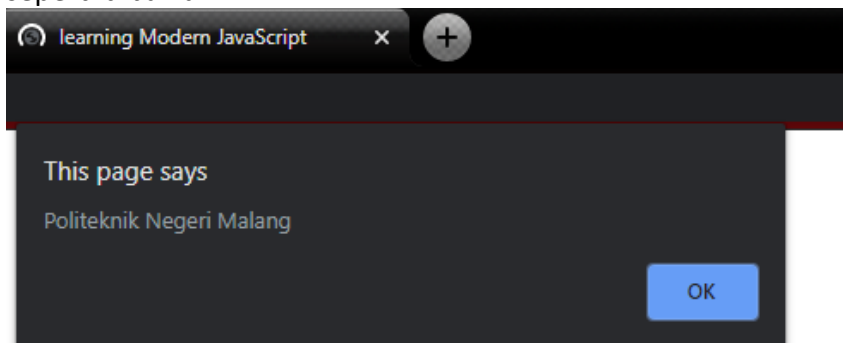 learning Modern JavaScript
This page says
Politeknik Negeri Malang
OK